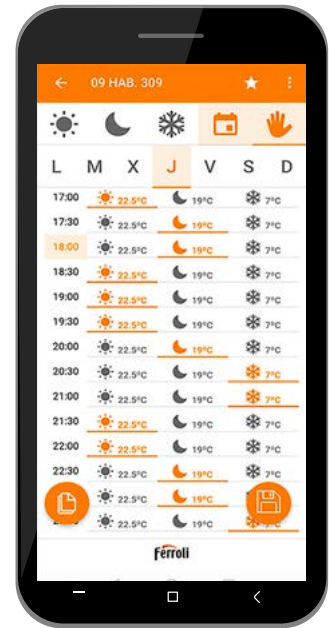 09 HAB. 309
L M X J V S D
17:00 22.5°C 19°C 7°C
17:30 22.5°C 19°C 7°C
18:00 22.5°C 19°C 7°C
18:30 22.5°C 19°C 7°C
19:00 22.5°C 19°C 7°C
19:30 22.5°C 19°C 7°C
20:00 22.5°C 19°C 7°C
20:30 22.5°C 19°C 7°C
21:00 22.5°C 19°C 7°C
21:30 22.5°C 19°C 7°C
22:00 22.5°C 19°C 7°C
22:30 22.5°C 19°C 7°C
22.5°C 19°C
22.5°C 19°C
ferroli